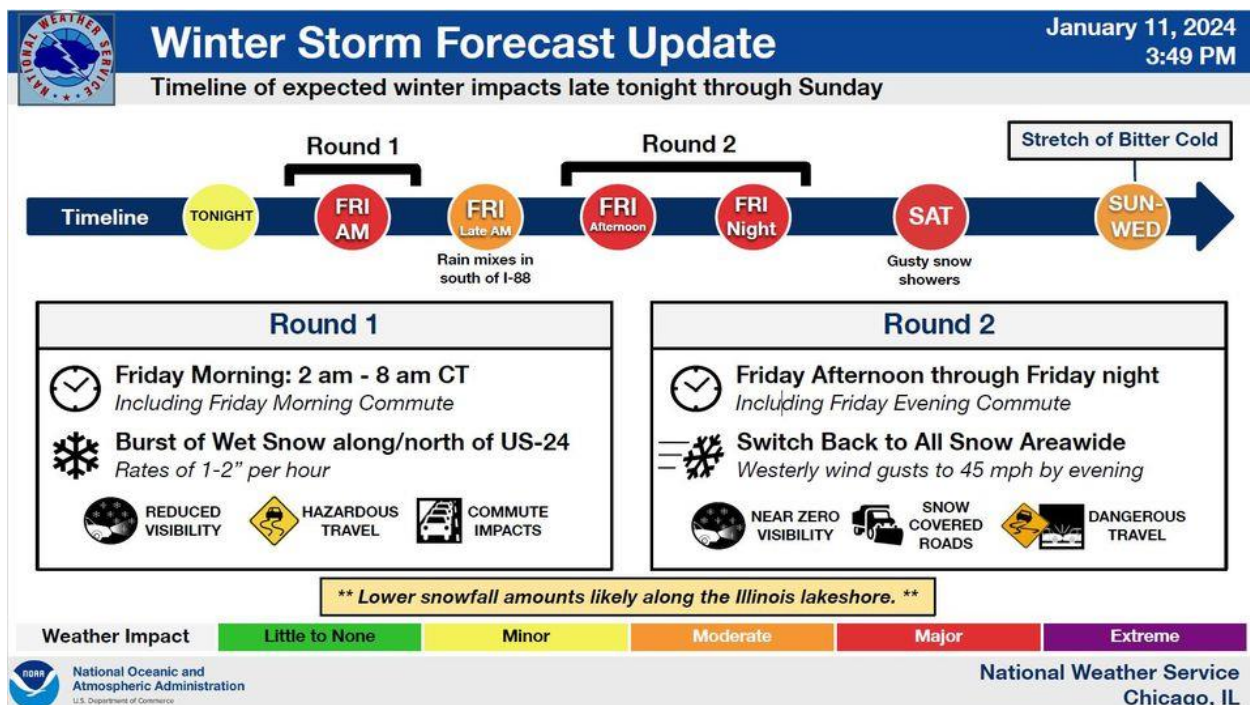 NATIONAL WEATHER SERVICE
Winter Storm Forecast Update
January 11, 2024
3:49 PM
Timeline of expected winter impacts late tonight through Sunday
Round 1
Round 2
Stretch of Bitter Cold
Timeline
TONIGHT
FRI
AM
FRI
Late AM
FRI
Afternoon
FRI
Night
SAT
SUN-
WED
Rain mixes in
south of I-88
Gusty snow
showers
Round 1
Friday Morning: 2 am - 8 am CT
Including Friday Morning Commute
Burst of Wet Snow along/north of US-24
Rates of 1-2” per hour
REDUCED
VISIBILITY
HAZARDOUS
TRAVEL
COMMUTE
IMPACTS
Round 2
Friday Afternoon through Friday night
Including Friday Evening Commute
Switch Back to All Snow Areawide
Westerly wind gusts to 45 mph by evening
NEAR ZERO
VISIBILITY
SNOW
COVERED
ROADS
DANGEROUS
TRAVEL
** Lower snowfall amounts likely along the Illinois lakeshore. **
Weather Impact
Little to None
Minor
Moderate
Major
Extreme
NOAA
National Oceanic and
Atmospheric Administration
U.S. Department of Commerce
National Weather Service
Chicago, IL